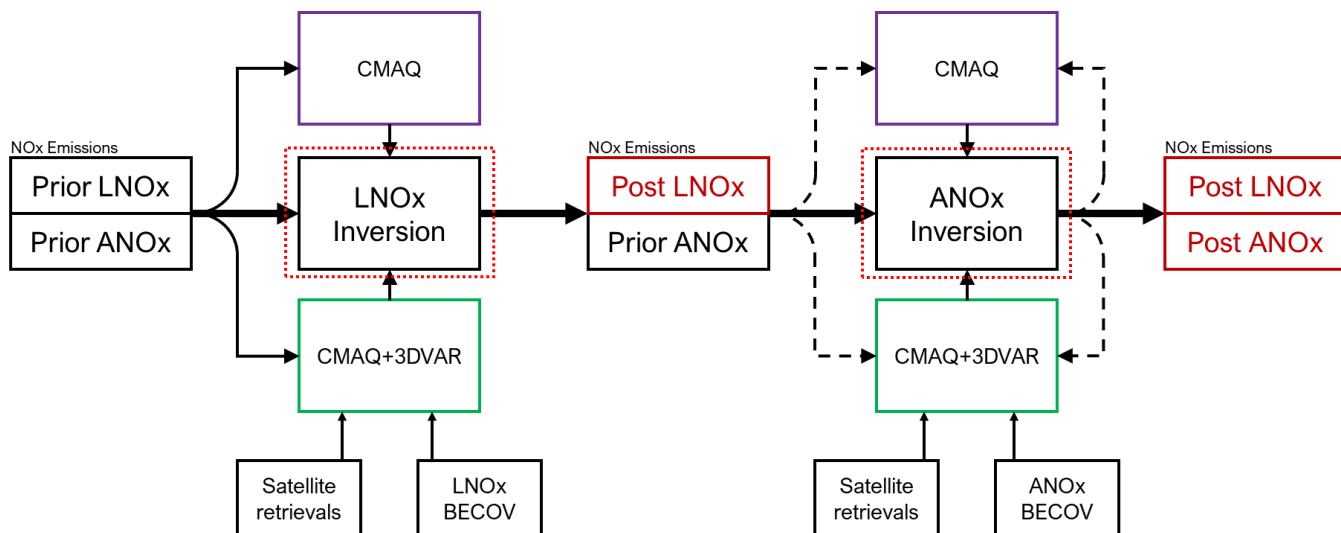 CMAQ
CMAQ
NOx Emissions
NOx Emissions
NOx Emissions
Prior LNOx
Prior ANOx
LNOx
Inversion
Post LNOx
Prior ANOx
ANOx
Inversion
Post LNOx
Post ANOx
CMAQ+3DVAR
CMAQ+3DVAR
Satellite
retrievals
LNOx
BECOV
Satellite
retrievals
ANOx
BECOV